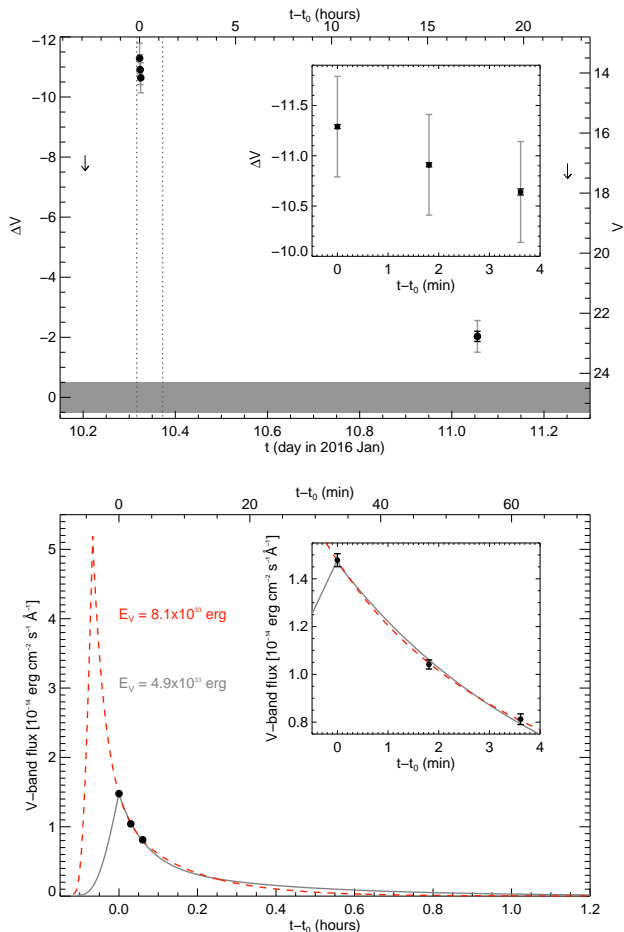 t−t₀ (hours)
0 5 10 15 20
−12
−10
−8
−6
−4
−2
0
ΔV
14
16
18
20
22
24
V
−11.5
−11.0
−10.5
−10.0
ΔV
0 1 2 3 4
t−t₀ (min)
10.2 10.4 10.6 10.8 11.0 11.2
t (day in 2016 Jan)
t−t₀ (min)
0 20 40 60
5
4
3
2
1
0
V−band flux [10⁻¹⁴ erg cm⁻² s⁻¹ Å⁻¹]
E_V = 8.1x10³³ erg
E_V = 4.9x10³³ erg
1.4
1.2
1.0
0.8
V−band flux [10⁻¹⁴ erg cm⁻² s⁻¹ Å⁻¹]
0 1 2 3 4
t−t₀ (min)
0.0 0.2 0.4 0.6 0.8 1.0 1.2
t−t₀ (hours)